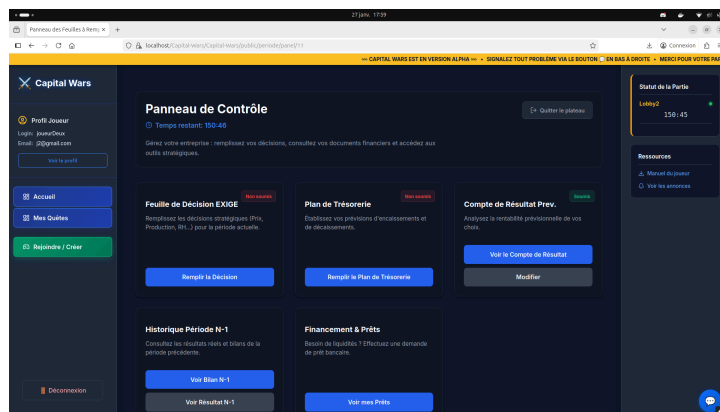 27 janv. 17:59
Panneau des Feuilles à Remp
localhost/Capital-Wars/Capital-Wars/public/periode/panel/11
Connexion
CAPITAL WARS EST EN VERSION ALPHA • SIGNALEZ TOUT PROBLÈME VIA LE BOUTON 💬 EN BAS À DROITE • MERCI POUR VOTRE PAR
Capital Wars
Profil Joueur
Login: joueurDeux
Email: j2@gmail.com
Voir le profil
Accueil
Mes Quêtes
Rejoindre / Créer
Déconnexion
Panneau de Contrôle
Temps restant: 150:46
Quitter le plateau
Gérez votre entreprise : remplissez vos décisions, consultez vos documents financiers et accédez aux
outils stratégiques.
Non soumis
Feuille de Décision EXIGE
Remplissez les décisions stratégiques (Prix,
Production, RH...) pour la période actuelle.
Remplir la Décision
Non soumis
Plan de Trésorerie
Établissez vos prévisions d'encaissements et
de décaissements.
Remplir le Plan de Trésorerie
Soumis
Compte de Résultat Prev.
Analysez la rentabilité prévisionnelle de vos
choix.
Voir le Compte de Résultat
Modifier
Historique Période N-1
Consultez les résultats réels et bilans de la
période précédente.
Voir Bilan N-1
Voir Résultat N-1
Financement & Prêts
Besoin de liquidités ? Effectuez une demande
de prêt bancaire.
Voir mes Prêts
Statut de la Partie
Lobby2
150:45
Ressources
Manuel du joueur
Voir les annonces